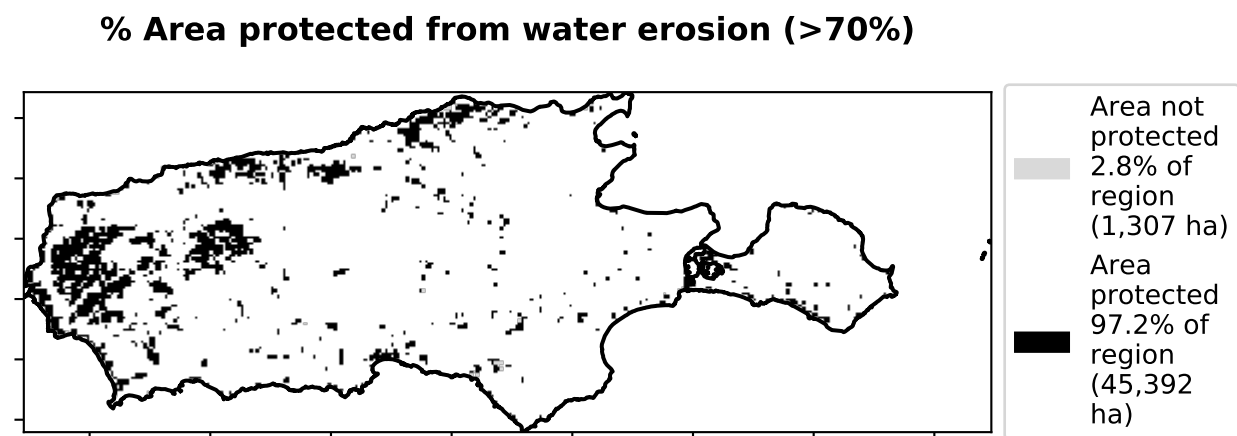 % Area protected from water erosion (>70%)
Area not
protected
2.8% of
region
(1,307 ha)
Area
protected
97.2% of
region
(45,392
ha)